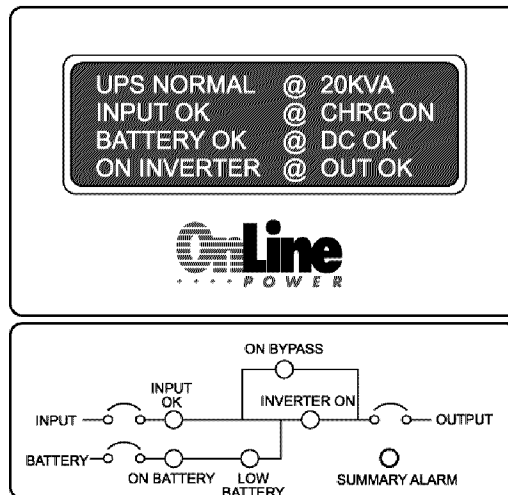 UPS NORMAL @ 20KVA
INPUT OK @ CHRG ON
BATTERY OK @ DC OK
ON INVERTER @ OUT OK
OnLine
POWER
ON BYPASS
INPUT
OK
INVERTER ON
INPUT
OUTPUT
BATTERY
ON BATTERY
LOW
BATTERY
SUMMARY ALARM